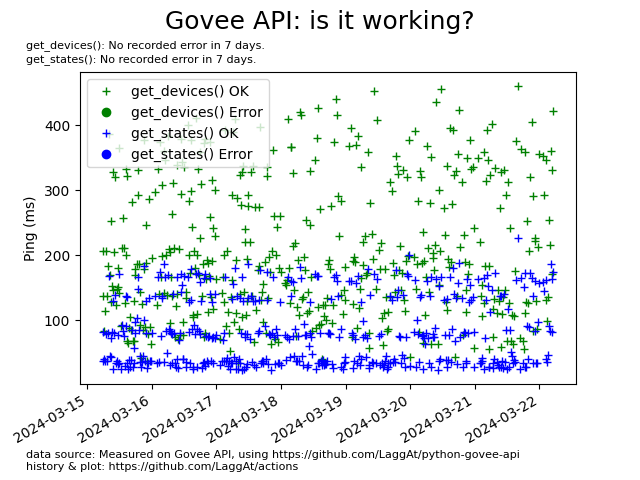 Govee API: is it working?
get_devices(): No recorded error in 7 days.
get_states(): No recorded error in 7 days.
get_devices() OK
get_devices() Error
get_states() OK
get_states() Error
Ping (ms)
400
300
200
100
2024-03-15
2024-03-16
2024-03-17
2024-03-18
2024-03-19
2024-03-20
2024-03-21
2024-03-22
data source: Measured on Govee API, using https://github.com/LaggAt/python-govee-api
history & plot: https://github.com/LaggAt/actions